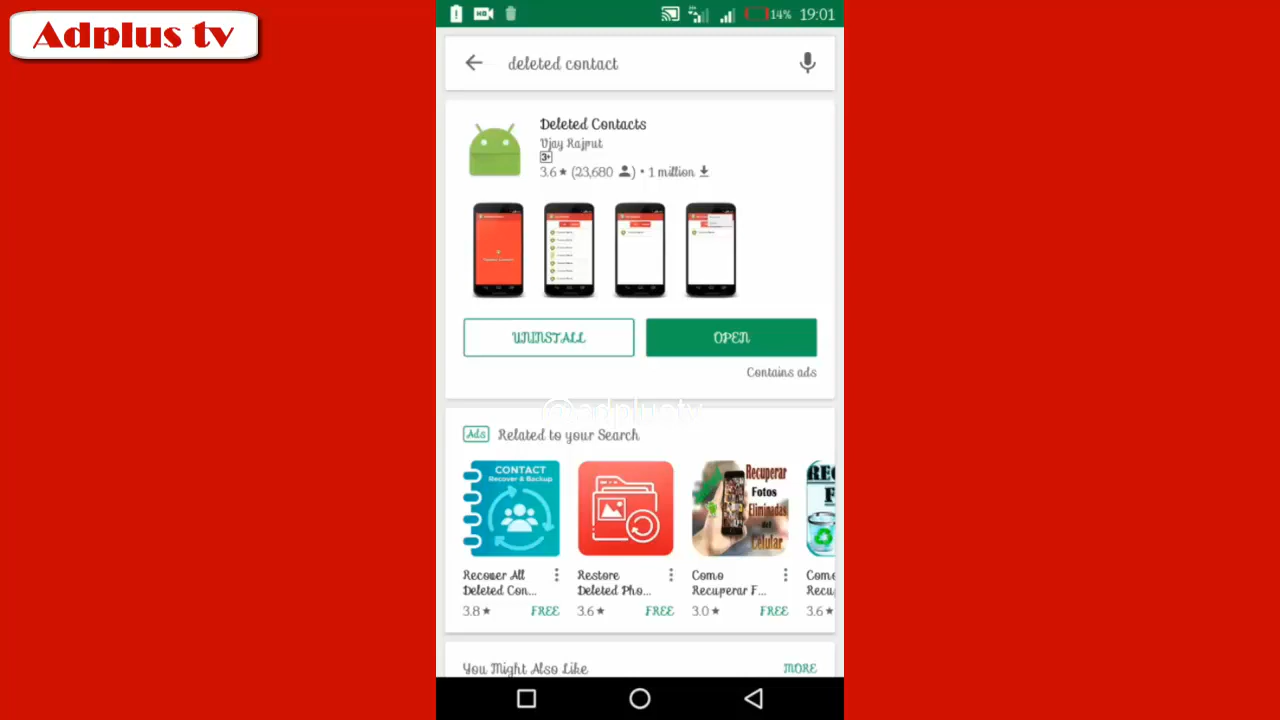 Adplus tv
HD
14% 19:01
deleted contact
Deleted Contacts
Vjay Rajput
3+
3.6 ★ (23,680 ) • 1 million
UNINSTALL
OPEN
Contains ads
@adplustv
Ads Related to your Search
CONTACT
Recover & Backup
Recuperar
Fotos
Eliminadas
del
Celular
Recover All
Deleted Con...
3.8 ★ FREE
Restore
Deleted Pho...
3.6 ★ FREE
Como
Recuperar F...
3.0 ★ FREE
3.6 ★
You Might Also Like
MORE